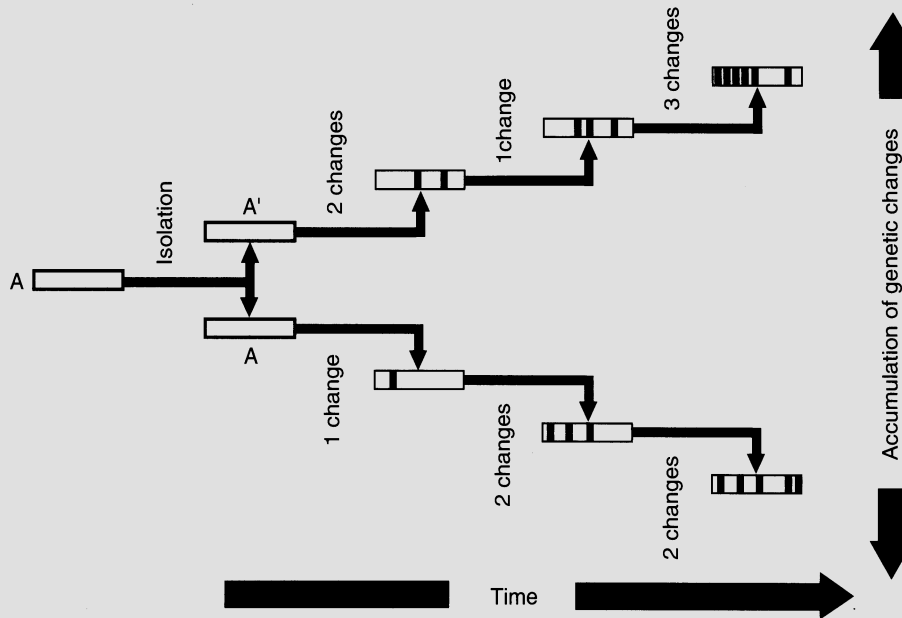 A
Isolation
A'
A
2 changes
1change
3 changes
1 change
2 changes
2 changes
Accumulation of genetic changes
Time